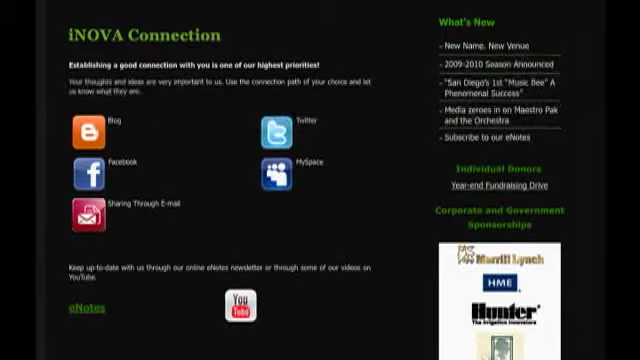 iNOVA Connection
Establishing a good connection with you is one of our highest priorities!
Your thoughts and ideas are very important to us. Use the connection path of your choice and let
us know what they are.
Blog
Twitter
Facebook
MySpace
Sharing Through E-mail
Keep up-to-date with us through our online eNotes newsletter or through some of our videos on
YouTube.
eNotes
You
Tube
What's New
New Name, New Venue
2009-2010 Season Announced
"San Diego's 1st "Music Bee" A
Phenomenal Success"
Media zeroes in on Maestro Pak
and the Orchestra
Subscribe to our eNotes
Individual Donors
Year-end Fundraising Drive
Corporate and Government
Sponsorships
Merrill Lynch
HME
Hunter
The Irrigation Innovators